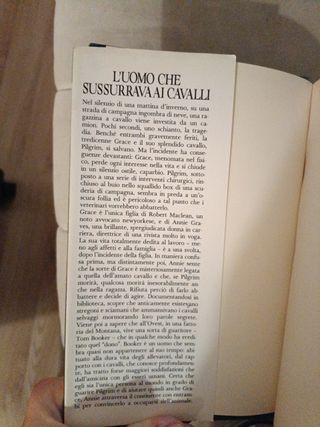 L'UOMO CHE
SUSSURRAVA AI CAVALLI
Nel silenzio di una mattina d'inverno, su una
strada di campagna ingombra di neve, una ra-
gazzina a cavallo viene investita da un ca-
mion. Pochi secondi, uno schianto, la trage-
dia. Benché entrambi gravemente feriti, la
tredicenne Grace e il suo splendido cavallo,
Pilgrim, si salvano. Ma l'incidente ha conse-
guenze devastanti: Grace, menomata nel fisi-
co, perde ogni interesse nella vita e si chiude
in un silenzio ostile, caparbio. Pilgrim, sotto-
posto a una serie di interventi chirurgici, rin-
chiuso al buio nello squallido box di una scu-
deria di campagna, sembra in preda a un'o-
scura follia ed è pericoloso a tal punto che i
veterinari vorrebbero abbatterlo.
Grace è l'unica figlia di Robert Maclean, un
noto avvocato newyorkese, e di Annie Gra-
ves, una brillante, spregiudicata donna in car-
riera, direttrice di una rivista molto in voga.
La sua vita totalmente dedita al lavoro - me-
no agli affetti e alla famiglia - è a una svolta,
dopo l'incidente della figlia. In maniera confu-
sa prima, ma distintamente poi, Annie sente
che la sorte di Grace è misteriosamente legata
a quella dell'amato cavallo e che, se Pilgrim
morirà, qualcosa morirà inesorabilmente an-
che nella ragazza. Rifiuta perciò di farlo ab-
battere e decide di agire. Documentandosi in
biblioteca, scopre che anticamente esistevano
stregoni e sciamani che ammansivano i cavalli
selvaggi mormorando loro parole segrete.
Viene poi a sapere che all'Ovest, in una fatto-
ria del Montana, vive una sorta di guaritore -
Tom Booker - che in qualche modo ha eredita-
to quel "dono". Booker è un uomo che sem-
bra quasi non appartenere al suo tempo: abi-
tuato alla dura vita degli allevatori, dal rap-
porto con i cavalli, che conosce profondamen-
te, ha tratto forse maggiori soddisfazioni che
dall'amicizia con gli esseri umani. Certa che
egli sia l'unica persona al mondo in grado di
guarire Pilgrim e di aiutare quindi anche Gra-
ce, Annie attraversa il continente con entram-
bi per convincerlo a occuparsi dell'animale.